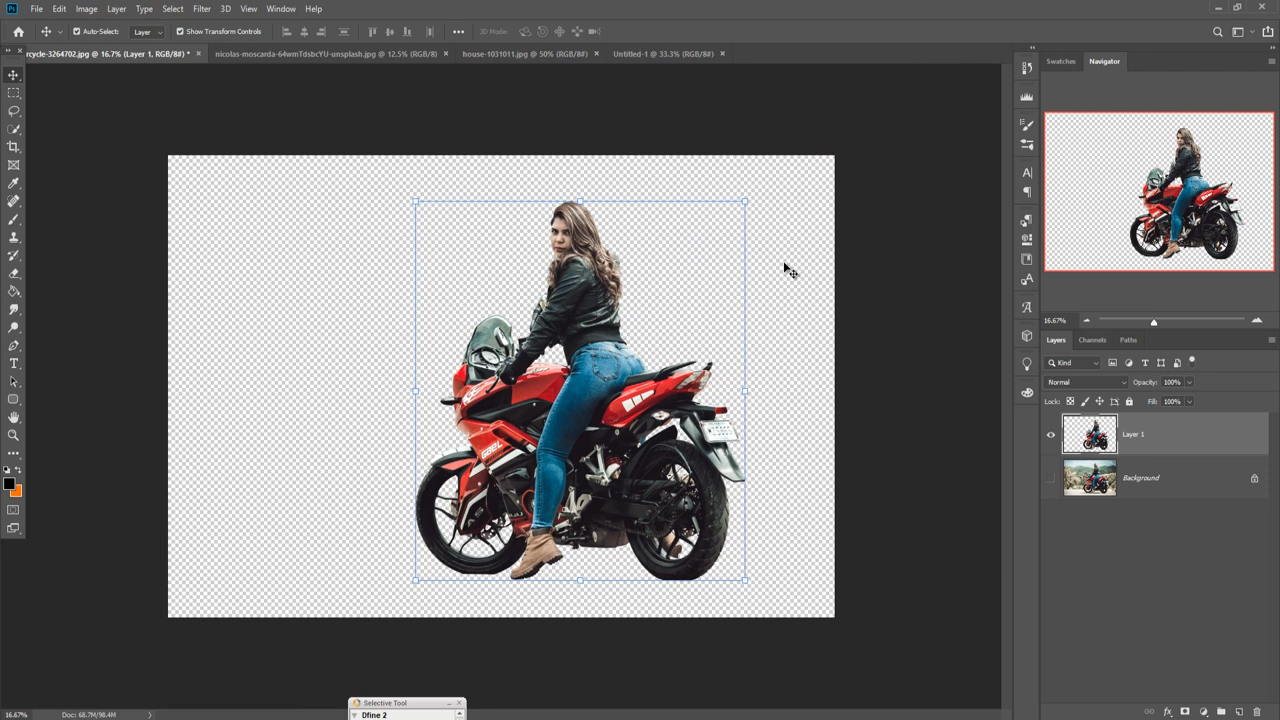 Ps File Edit Image Layer Type Select Filter 3D View Window Help
Auto-Select: Layer Show Transform Controls 3D Mode:
rcycle-3264702.jpg @ 16.7% (Layer 1, RGB/8#) * × nicolas-moscarda-64wmTdsbcYU-unsplash.jpg @ 12.5% (RGB/8) × house-1031011.jpg @ 50% (RGB/8#) × Untitled-1 @ 33.3% (RGB/8#) ×
Swatches Navigator
16.67%
Layers Channels Paths
Kind
Normal Opacity: 100%
Lock: Fill: 100%
Layer 1
Background
Selective Tool
Dfine 2
16.67% Doc: 68.7M/98.4M